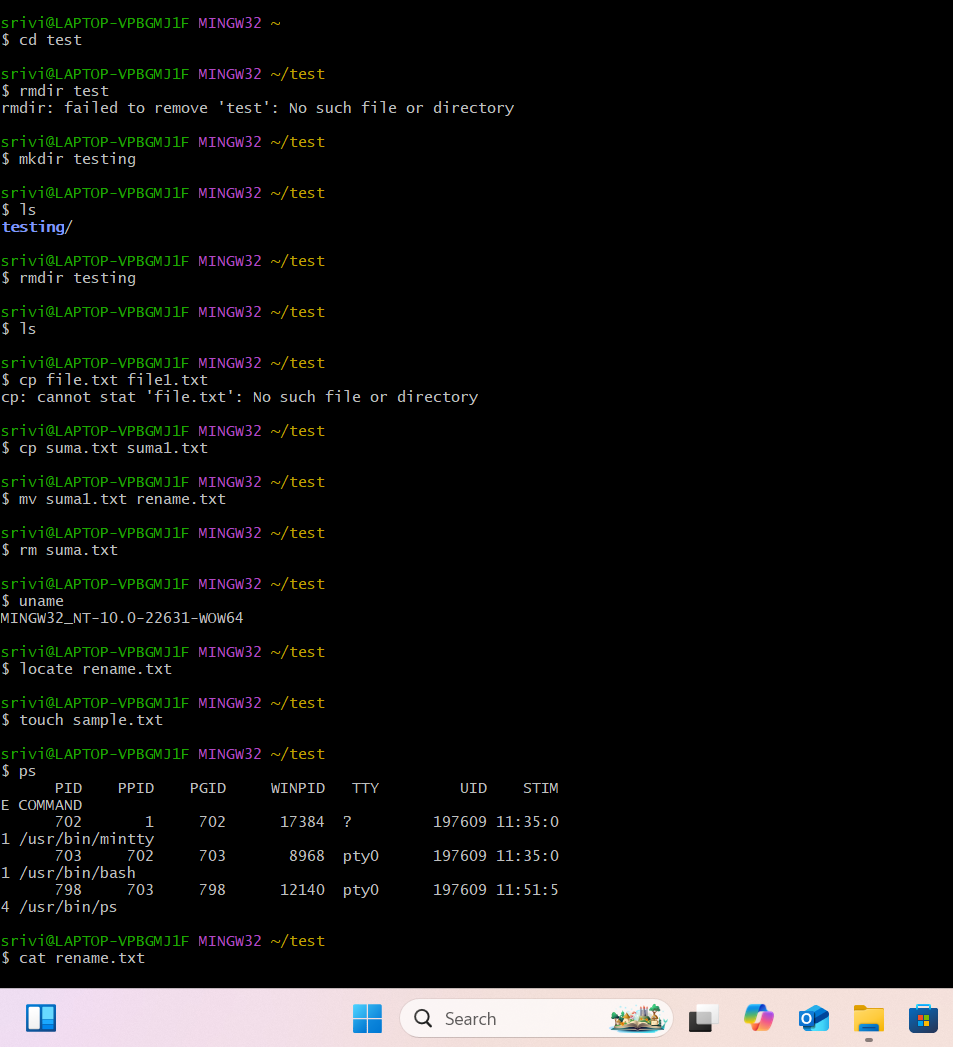 srivi@LAPTOP-VPBGMJ1F MINGW32 ~
$ cd test
srivi@LAPTOP-VPBGMJ1F MINGW32 ~/test
$ rmdir test
rmdir: failed to remove 'test': No such file or directory
srivi@LAPTOP-VPBGMJ1F MINGW32 ~/test
$ mkdir testing
srivi@LAPTOP-VPBGMJ1F MINGW32 ~/test
$ ls
testing/
srivi@LAPTOP-VPBGMJ1F MINGW32 ~/test
$ rmdir testing
srivi@LAPTOP-VPBGMJ1F MINGW32 ~/test
$ ls
srivi@LAPTOP-VPBGMJ1F MINGW32 ~/test
$ cp file.txt file1.txt
cp: cannot stat 'file.txt': No such file or directory
srivi@LAPTOP-VPBGMJ1F MINGW32 ~/test
$ cp suma.txt suma1.txt
srivi@LAPTOP-VPBGMJ1F MINGW32 ~/test
$ mv suma1.txt rename.txt
srivi@LAPTOP-VPBGMJ1F MINGW32 ~/test
$ rm suma.txt
srivi@LAPTOP-VPBGMJ1F MINGW32 ~/test
$ uname
MINGW32_NT-10.0-22631-WOW64
srivi@LAPTOP-VPBGMJ1F MINGW32 ~/test
$ locate rename.txt
srivi@LAPTOP-VPBGMJ1F MINGW32 ~/test
$ touch sample.txt
srivi@LAPTOP-VPBGMJ1F MINGW32 ~/test
$ ps
      PID    PPID    PGID     WINPID   TTY         UID    STIM
E COMMAND
      702       1     702      17384   ?         197609 11:35:0
1 /usr/bin/mintty
      703     702     703       8968   pty0      197609 11:35:0
1 /usr/bin/bash
      798     703     798      12140   pty0      197609 11:51:5
4 /usr/bin/ps
srivi@LAPTOP-VPBGMJ1F MINGW32 ~/test
$ cat rename.txt
Search